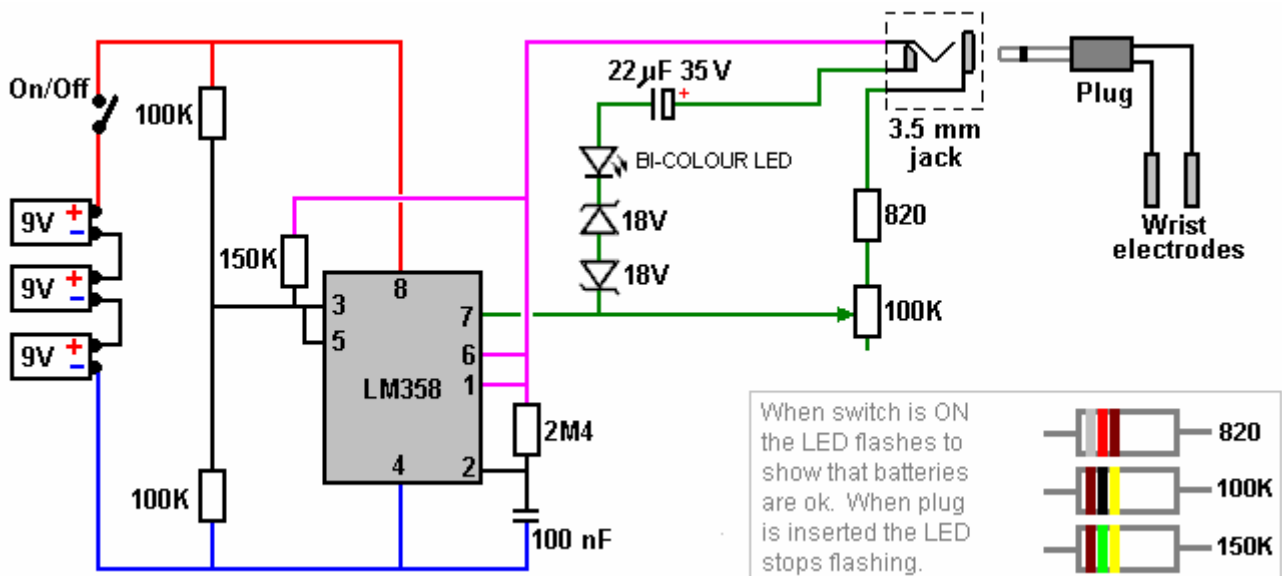 On/Off
100K
22 µF 35 V
+
BI-COLOUR LED
3.5 mm
jack
Plug
Wrist
electrodes
9V + −
9V + −
9V + −
150K
18V
18V
820
100K
8
3
5
7
6
1
LM358
2
4
2M4
100K
100 nF
When switch is ON
the LED flashes to
show that batteries
are ok. When plug
is inserted the LED
stops flashing.
820
100K
150K